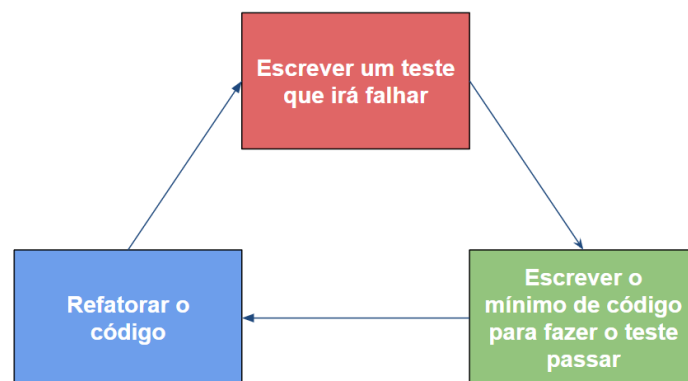 Escrever um teste
que irá falhar
Refatorar o
código
Escrever o
mínimo de código
para fazer o teste
passar